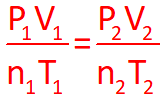 P₁V₁ / n₁T₁ = P₂V₂ / n₂T₂